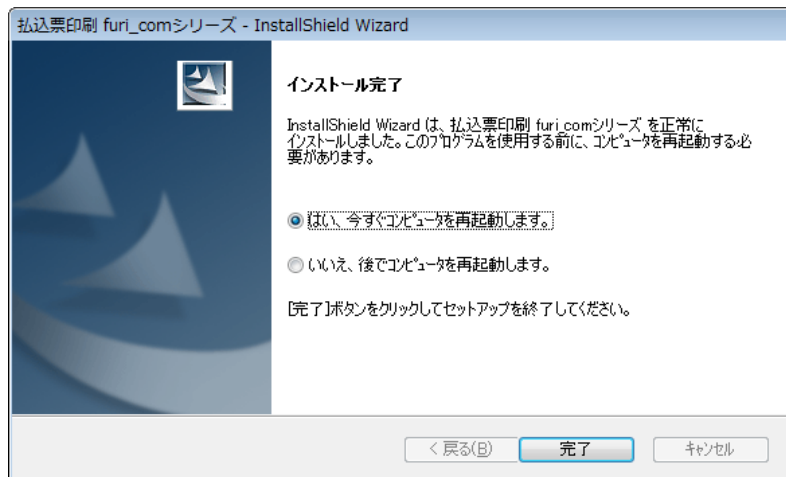 払込票印刷 furi_comシリーズ - InstallShield Wizard
インストール完了
InstallShield Wizard は、払込票印刷 furi_comシリーズ を正常に
インストールしました。このプログラムを使用する前に、コンピュータを再起動する必
要があります。
はい、今すぐコンピュータを再起動します。
いいえ、後でコンピュータを再起動します。
[完了]ボタンをクリックしてセットアップを終了してください。
< 戻る(B)
完了
キャンセル